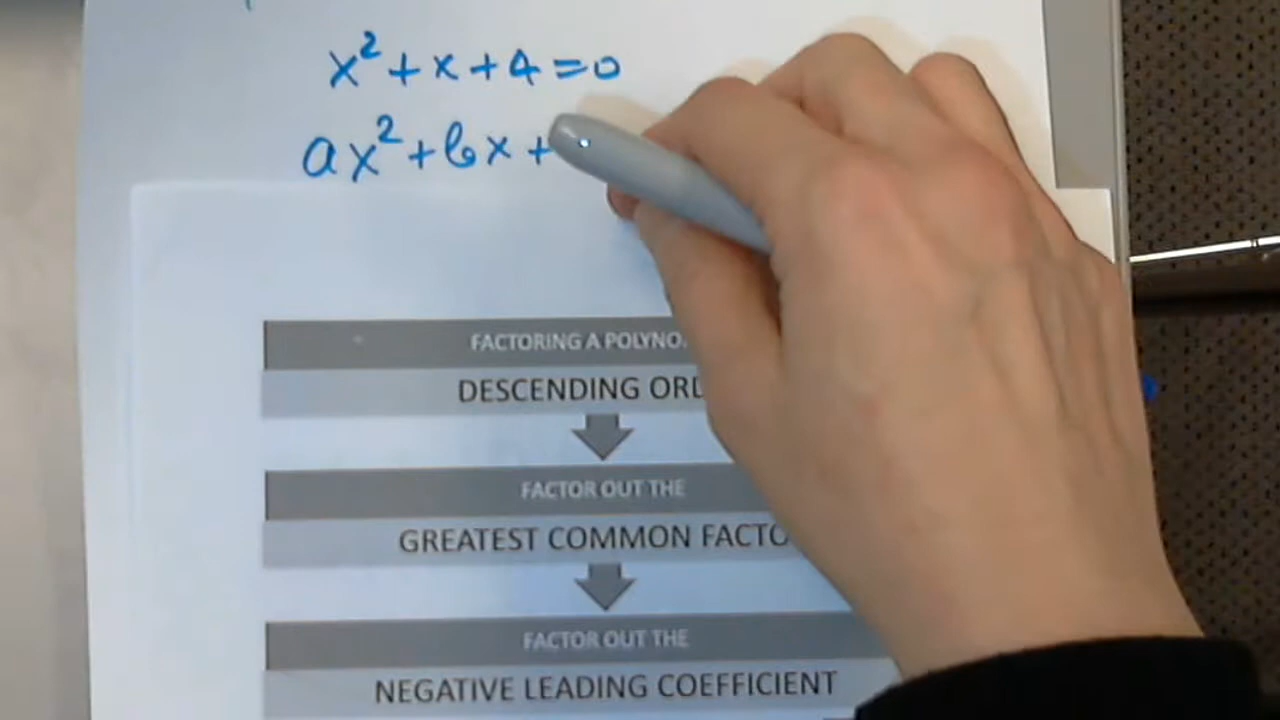 x² + x + 4 = 0
ax² + bx +
FACTORING A POLYNO
DESCENDING ORD
FACTOR OUT THE
GREATEST COMMON FACTO
FACTOR OUT THE
NEGATIVE LEADING COEFFICIENT